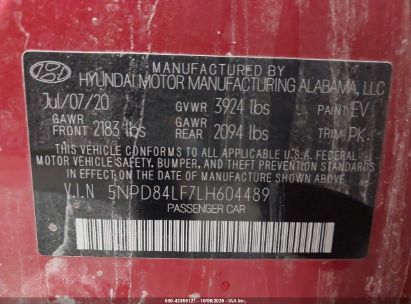 MANUFACTURED BY
HYUNDAI MOTOR MANUFACTURING ALABAMA, LLC
Jul/07/20 GVWR 3924 lbs PAINT: EV
GAWR FRONT 2183 lbs GAWR REAR 2094 lbs TRIM: PK
THIS VEHICLE CONFORMS TO ALL APPLICABLE U.S.A. FEDERAL
MOTOR VEHICLE SAFETY, BUMPER, AND THEFT PREVENTION
STANDARDS IN EFFECT ON THE DATE OF MANUFACTURE SHOWN ABOVE.
V.I.N 5NPD84LF7LH604489
PASSENGER CAR